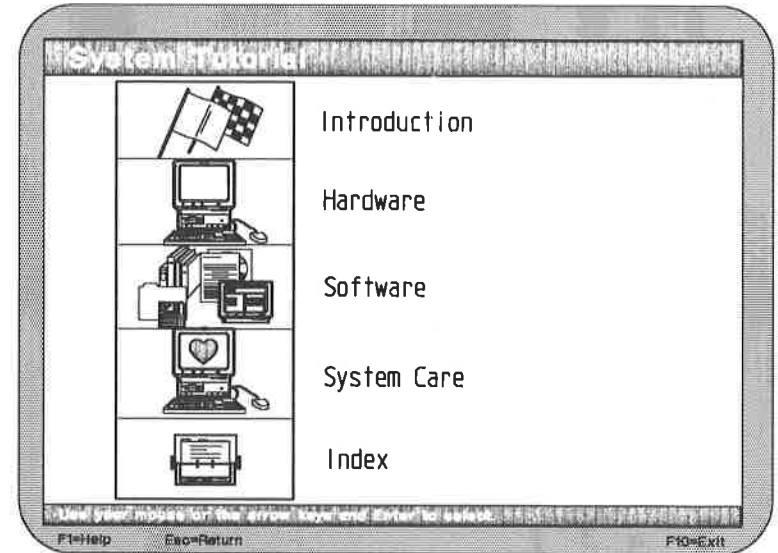 System Tutorial
Introduction
Hardware
Software
System Care
Index
Use your mouse or the arrow keys and Enter to select.
F1=Help Esc=Return F10=Exit